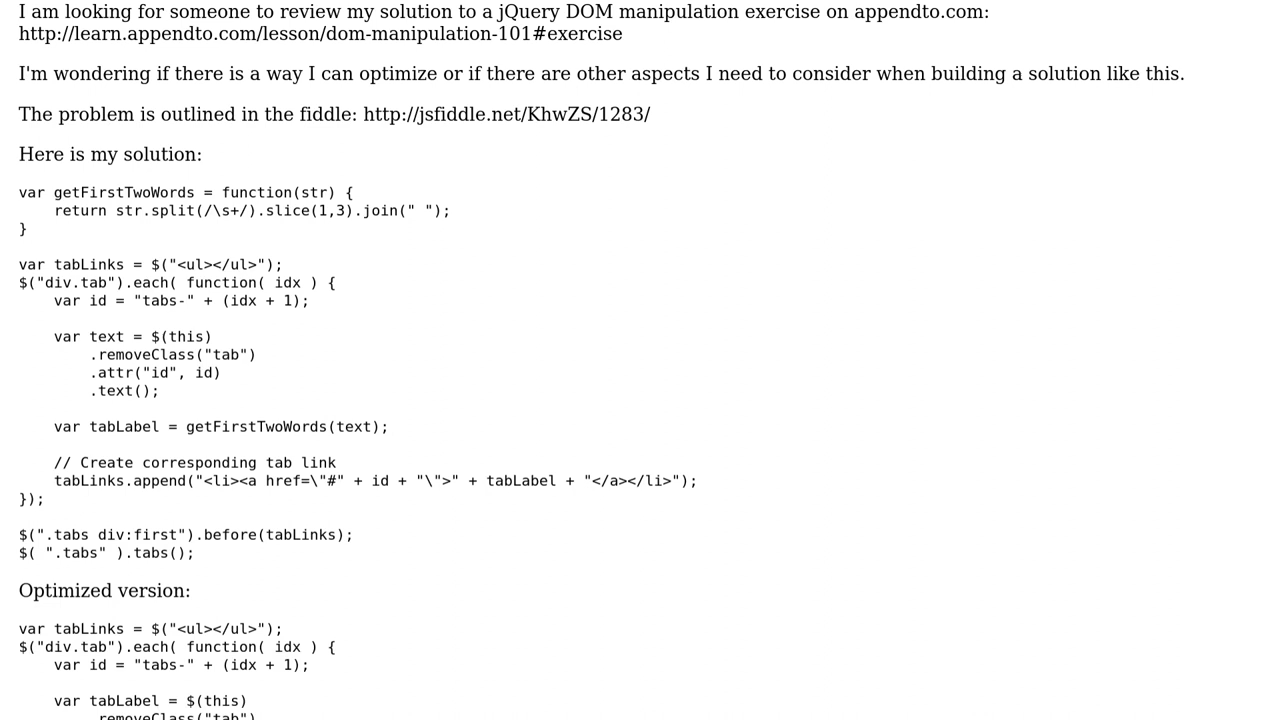 I am looking for someone to review my solution to a jQuery DOM manipulation exercise on appendto.com:
http://learn.appendto.com/lesson/dom-manipulation-101#exercise
I'm wondering if there is a way I can optimize or if there are other aspects I need to consider when building a solution like this.
The problem is outlined in the fiddle: http://jsfiddle.net/KhwZS/1283/
Here is my solution:
var getFirstTwoWords = function(str) {
    return str.split(/\s+/).slice(1,3).join(" ");
}
var tabLinks = $("<ul></ul>");
$("div.tab").each( function( idx ) {
    var id = "tabs-" + (idx + 1);
    var text = $(this)
        .removeClass("tab")
        .attr("id", id)
        .text();
    var tabLabel = getFirstTwoWords(text);
    // Create corresponding tab link
    tabLinks.append("<li><a href=\"#" + id + "\">" + tabLabel + "</a></li>");
});
$(".tabs div:first").before(tabLinks);
$( ".tabs" ).tabs();
Optimized version:
var tabLinks = $("<ul></ul>");
$("div.tab").each( function( idx ) {
    var id = "tabs-" + (idx + 1);
    var tabLabel = $(this)
        .removeClass("tab")